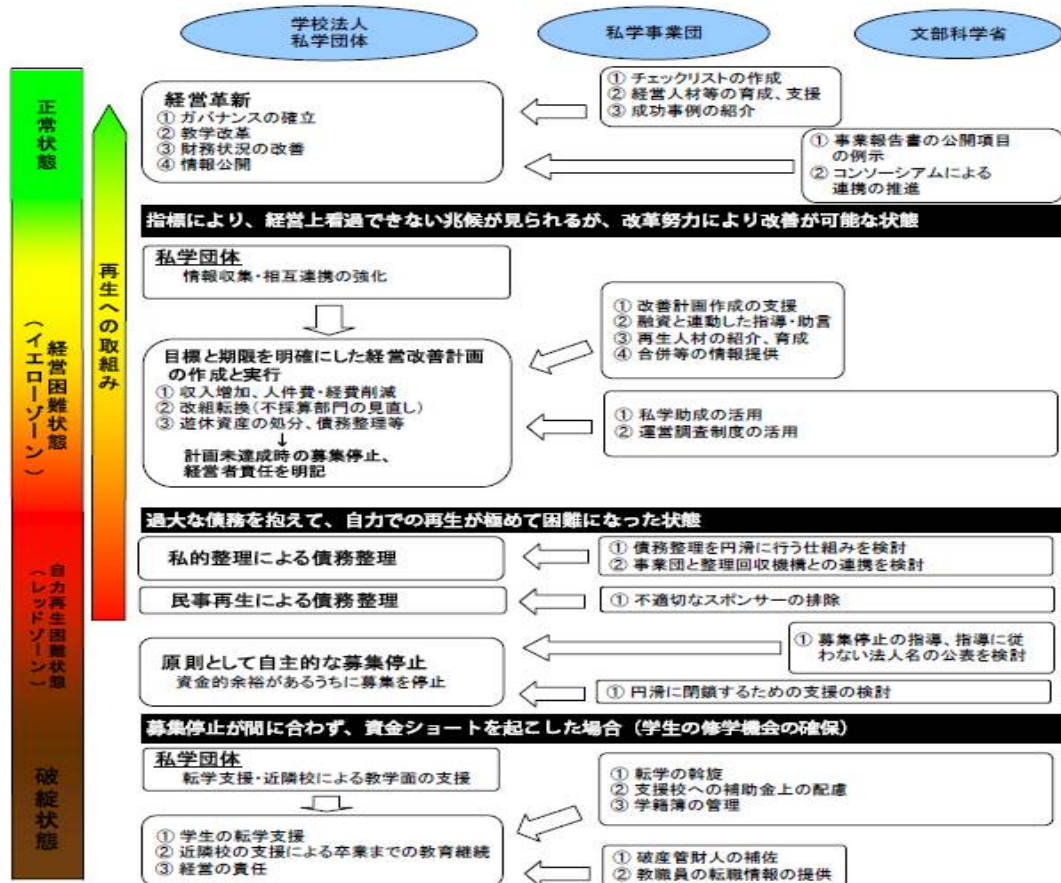 学校法人
私学団体
私学事業団
文部科学省
正常状態
経営困難状態
（イエローゾーン）
自力再生困難状態
（レッドゾーン）
破綻状態
再生への取組み
経営革新
① ガバナンスの確立
② 教学改革
③ 財務状況の改善
④ 情報公開
① チェックリストの作成
② 経営人材等の育成、支援
③ 成功事例の紹介
① 事業報告書の公開項目
の例示
② コンソーシアムによる
連携の推進
指標により、経営上看過できない兆候が見られるが、改革努力により改善が可能な状態
私学団体
情報収集・相互連携の強化
目標と期限を明確にした経営改善計画
の作成と実行
① 収入増加、人件費・経費削減
② 改組転換（不採算部門の見直し）
③ 遊休資産の処分、債務整理等
↓
計画未達成時の募集停止、
経営者責任を明記
① 改善計画作成の支援
② 融資と連動した指導・助言
③ 再生人材の紹介、育成
④ 合併等の情報提供
① 私学助成の活用
② 運営調査制度の活用
過大な債務を抱えて、自力での再生が極めて困難になった状態
私的整理による債務整理
① 債務整理を円滑に行う仕組みを検討
② 事業団と整理回収機構との連携を検討
民事再生による債務整理
① 不適切なスポンサーの排除
原則として自主的な募集停止
資金的余裕があるうちに募集を停止
① 募集停止の指導、指導に従
わない法人名の公表を検討
① 円滑に閉鎖するための支援の検討
募集停止が間に合わず、資金ショートを起こした場合（学生の修学機会の確保）
私学団体
転学支援・近隣校による教学面の支援
① 学生の転学支援
② 近隣校の支援による卒業までの教育継続
③ 経営の責任
① 転学の斡旋
② 支援校への補助金上の配慮
③ 学籍簿の管理
① 破産管財人の補佐
② 教職員の転職情報の提供